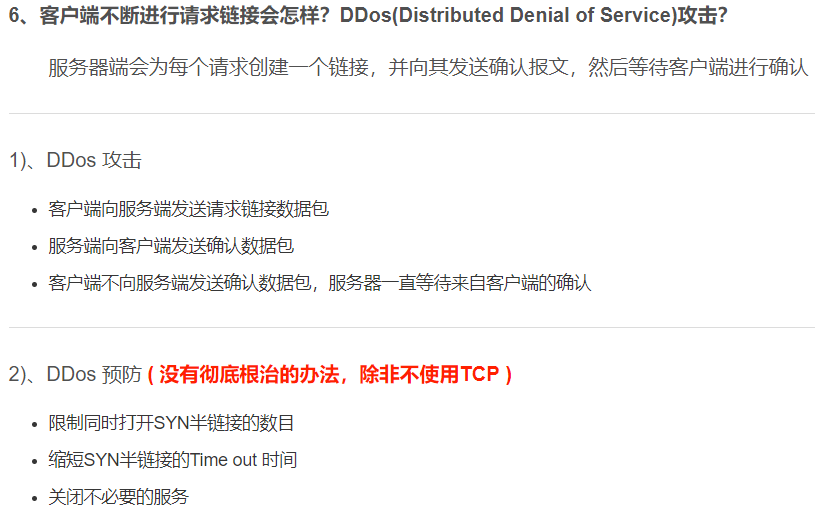 6、客户端不断进行请求链接会怎样？DDos(Distributed Denial of Service)攻击？
服务器端会为每个请求创建一个链接，并向其发送确认报文，然后等待客户端进行确认
1)、DDos 攻击
客户端向服务端发送请求链接数据包
服务端向客户端发送确认数据包
客户端不向服务端发送确认数据包，服务器一直等待来自客户端的确认
2)、DDos 预防 ( 没有彻底根治的办法，除非不使用TCP )
限制同时打开SYN半链接的数目
缩短SYN半链接的Time out 时间
关闭不必要的服务